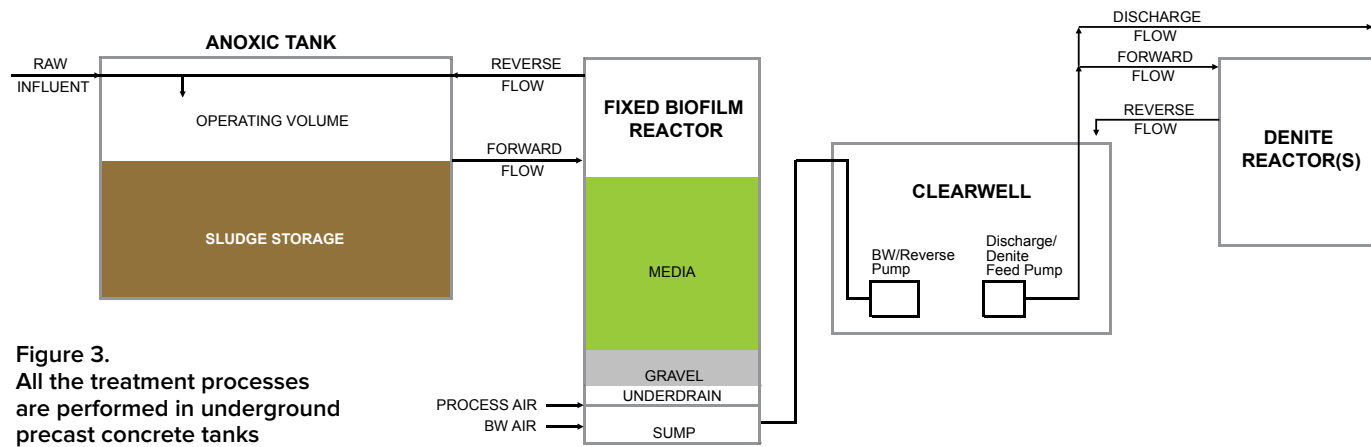 ANOXIC TANK
RAW
INFLUENT
REVERSE
FLOW
OPERATING VOLUME
FORWARD
FLOW
SLUDGE STORAGE
FIXED BIOFILM
REACTOR
MEDIA
GRAVEL
UNDERDRAIN
SUMP
PROCESS AIR
BW AIR
CLEARWELL
BW/Reverse
Pump
Discharge/
Denite
Feed Pump
DISCHARGE
FLOW
FORWARD
FLOW
REVERSE
FLOW
DENITE
REACTOR(S)
Figure 3.
All the treatment processes
are performed in underground
precast concrete tanks